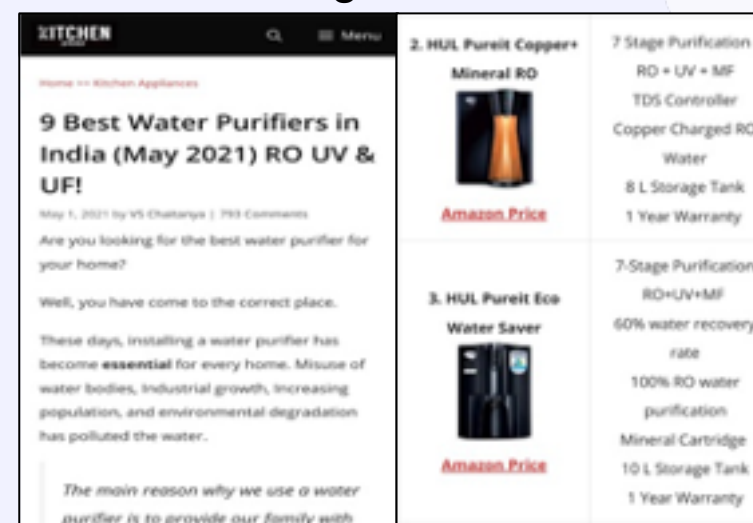 KITCHEN
Menu
Home >> Kitchen Appliances
9 Best Water Purifiers in
India (May 2021) RO UV &
UF!
May 1, 2021 by VS Chaitanya | 793 Comments
Are you looking for the best water purifier for
your home?
Well, you have come to the correct place.
These days, installing a water purifier has
become essential for every home. Misuse of
water bodies, Industrial growth, Increasing
population, and environmental degradation
has polluted the water.
The main reason why we use a water
purifier is to provide our family with
2. HUL Pureit Copper+
Mineral RO
Amazon Price
7 Stage Purification
RO + UV + MF
TDS Controller
Copper Charged RO
Water
8 L Storage Tank
1 Year Warranty
3. HUL Pureit Eco
Water Saver
Amazon Price
7-Stage Purification
RO+UV+MF
60% water recovery
rate
100% RO water
purification
Mineral Cartridge
10 L Storage Tank
1 Year Warranty